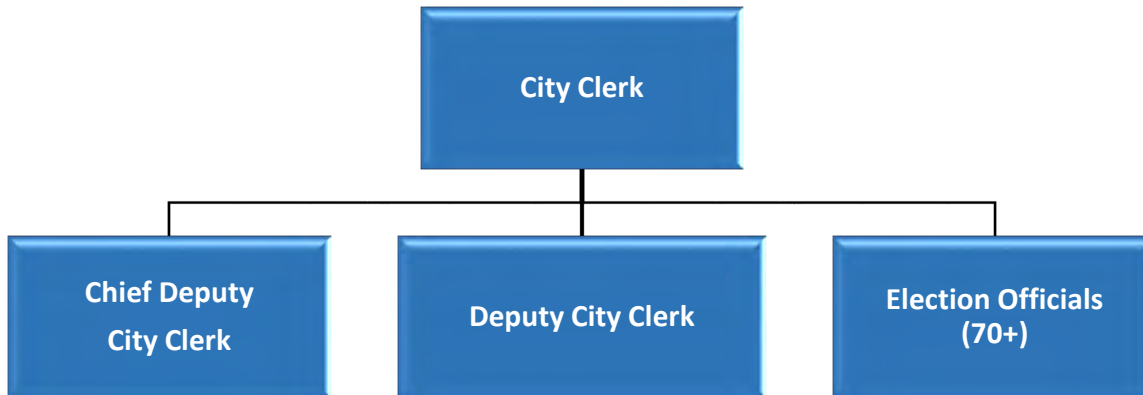 City Clerk
Chief Deputy
City Clerk
Deputy City Clerk
Election Officials
(70+)